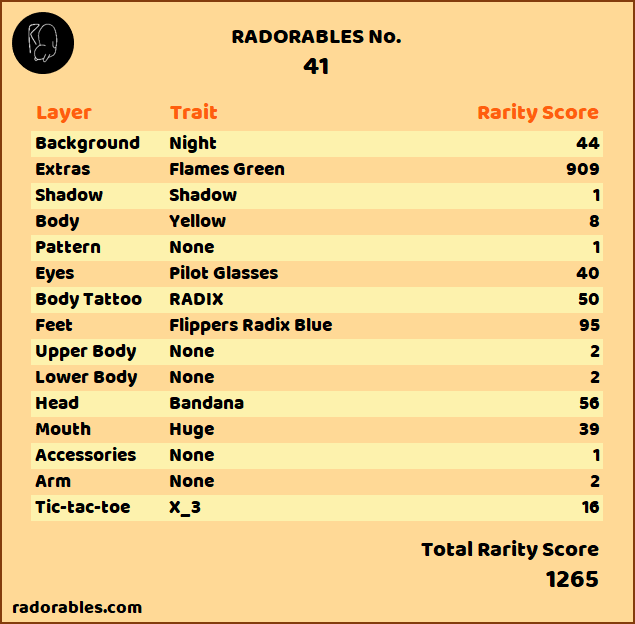 RADORABLES No.
41
Layer Trait Rarity Score
Background Night 44
Extras Flames Green 909
Shadow Shadow 1
Body Yellow 8
Pattern None 1
Eyes Pilot Glasses 40
Body Tattoo RADIX 50
Feet Flippers Radix Blue 95
Upper Body None 2
Lower Body None 2
Head Bandana 56
Mouth Huge 39
Accessories None 1
Arm None 2
Tic-tac-toe X_3 16
Total Rarity Score
1265
radorables.com